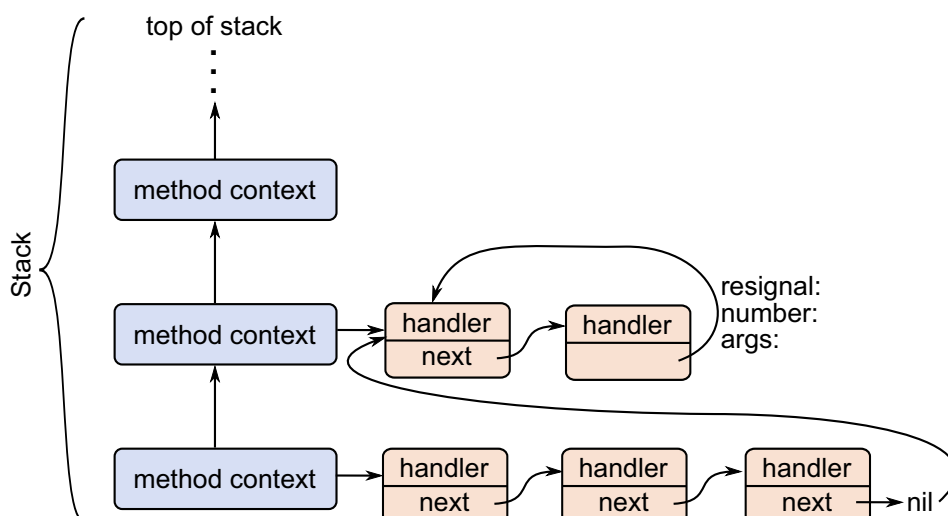 top of stack
Stack
method context
method context
handler
next
handler
resignal:
number:
args:
method context
handler
next
handler
next
handler
next
nil